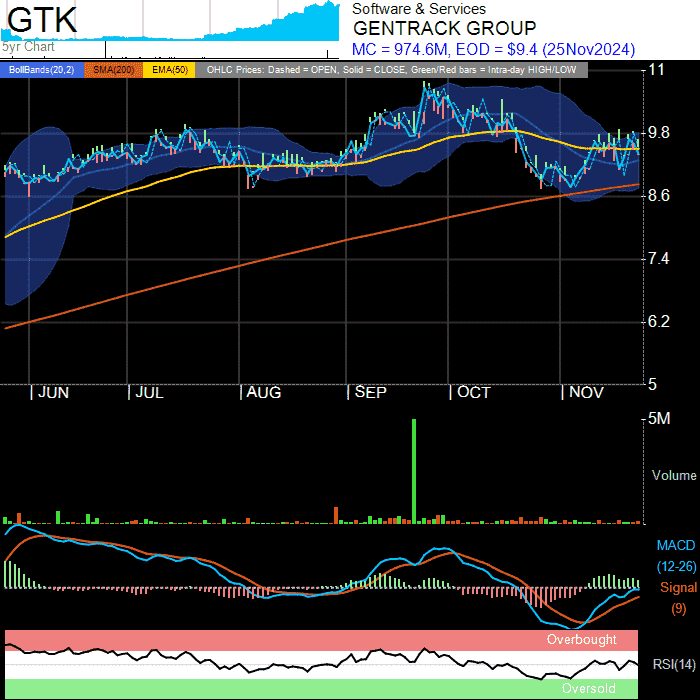 GTK
5yr Chart
Software & Services
GENTRACK GROUP
MC = 974.6M, EOD = $9.4 (25Nov2024)
BollBands(20,2) SMA(200) EMA(50) OHLC Prices: Dashed = OPEN, Solid = CLOSE, Green/Red bars = Intra-day HIGH/LOW
11
9.8
8.6
7.4
6.2
5
| JUN | JUL | AUG | SEP | OCT | NOV
5M
Volume
MACD
(12-26)
Signal
(9)
Overbought
RSI(14)
Oversold